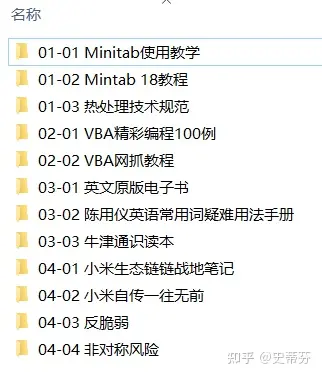 名称
01-01 Minitab使用教学
01-02 Mintab 18教程
01-03 热处理技术规范
02-01 VBA精彩编程100例
02-02 VBA网抓教程
03-01 英文原版电子书
03-02 陈用仪英语常用词疑难用法手册
03-03 牛津通识读本
04-01 小米生态链链战地笔记
04-02 小米自传一往无前
04-03 反脆弱
04-04 非对称风险
知乎 @史蒂芬